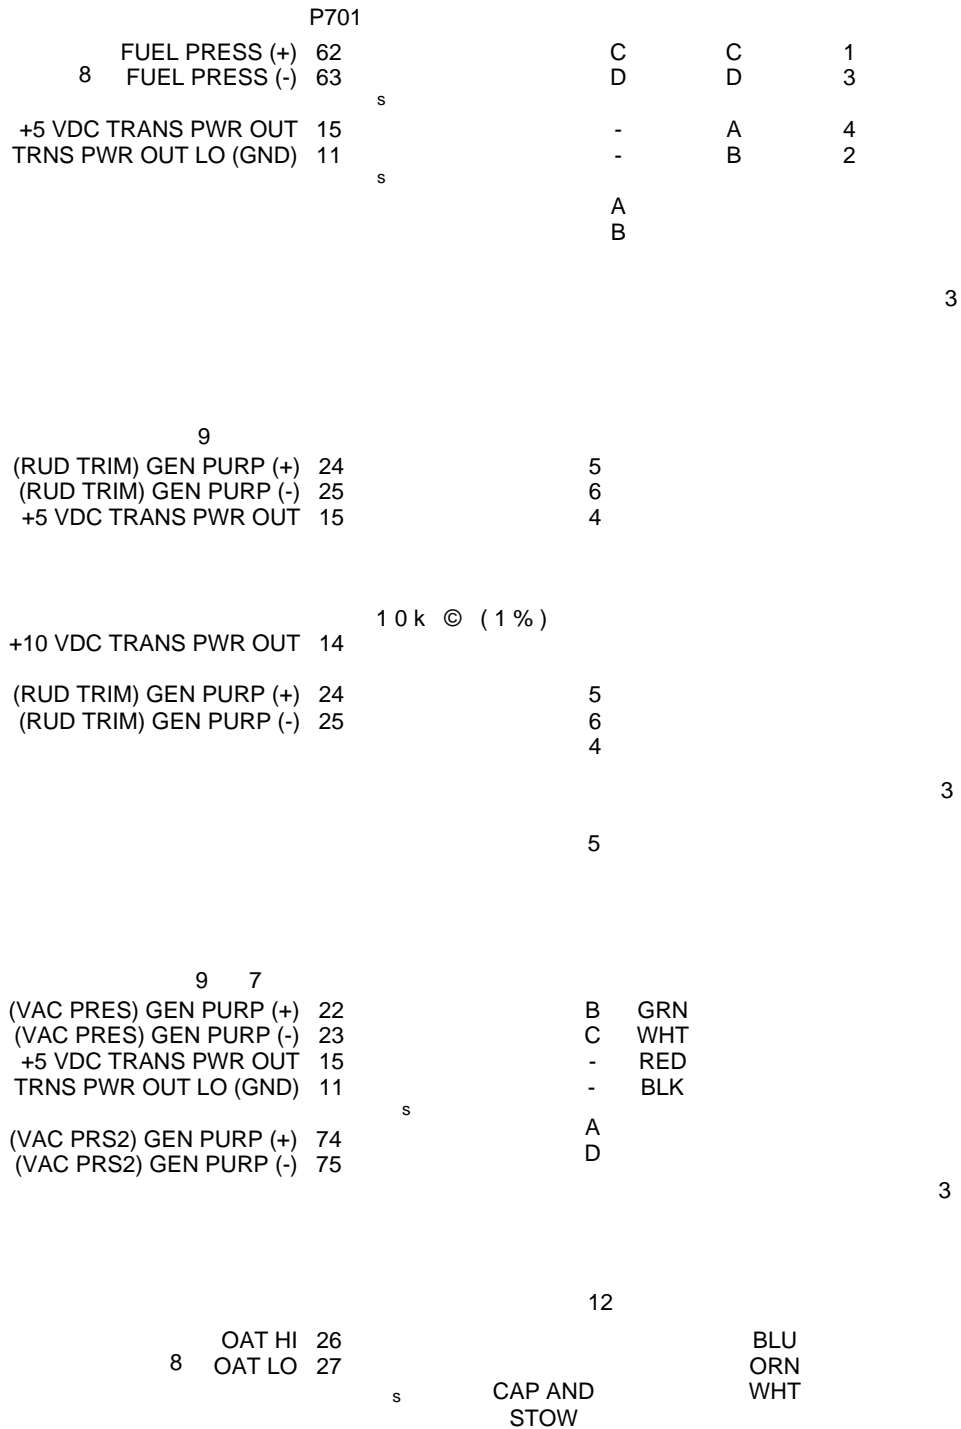 P701
FUEL PRESS (+) 62 C C 1
8 FUEL PRESS (-) 63 D D 3
s
+5 VDC TRANS PWR OUT 15 - A 4
TRNS PWR OUT LO (GND) 11 - B 2
s
A
B
3
9
(RUD TRIM) GEN PURP (+) 24 5
(RUD TRIM) GEN PURP (-) 25 6
+5 VDC TRANS PWR OUT 15 4
10k © (1%)
+10 VDC TRANS PWR OUT 14
(RUD TRIM) GEN PURP (+) 24 5
(RUD TRIM) GEN PURP (-) 25 6
4
3
5
9 7
(VAC PRES) GEN PURP (+) 22 B GRN
(VAC PRES) GEN PURP (-) 23 C WHT
+5 VDC TRANS PWR OUT 15 - RED
TRNS PWR OUT LO (GND) 11 - BLK
s
(VAC PRS2) GEN PURP (+) 74 A
(VAC PRS2) GEN PURP (-) 75 D
3
12
OAT HI 26 BLU
8 OAT LO 27 ORN
s CAP AND WHT
STOW